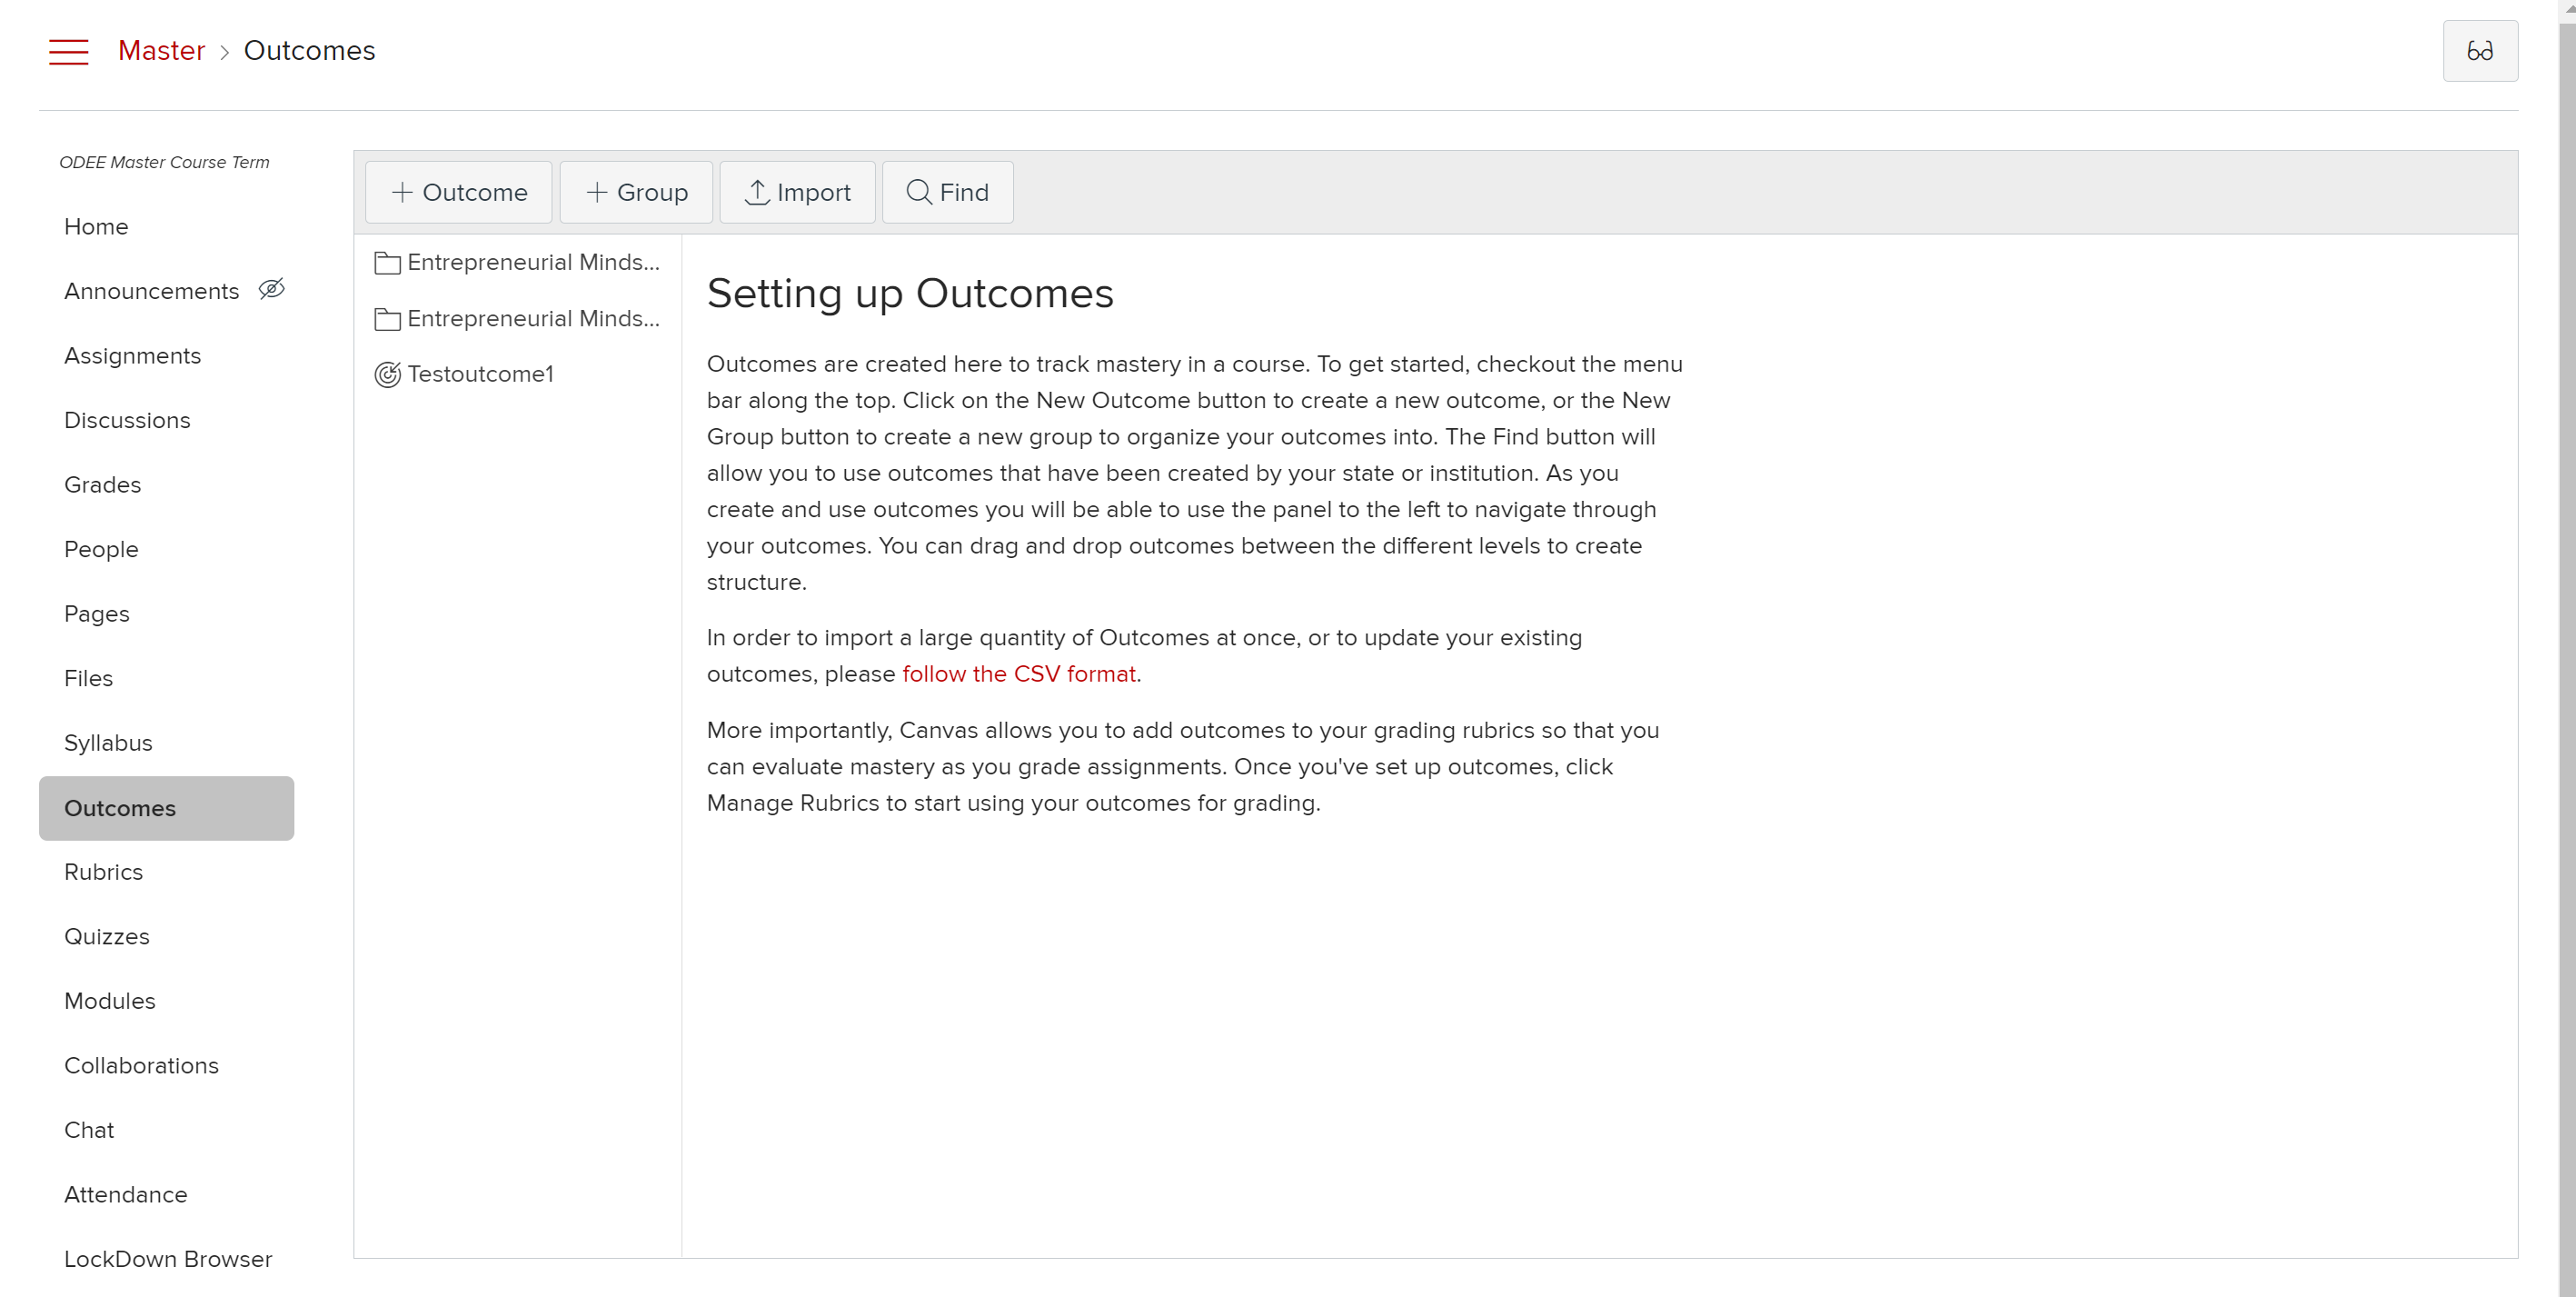 Master > Outcomes
ODEE Master Course Term
Home
Announcements
Assignments
Discussions
Grades
People
Pages
Files
Syllabus
Outcomes
Rubrics
Quizzes
Modules
Collaborations
Chat
Attendance
LockDown Browser
+ Outcome + Group Import Find
Entrepreneurial Minds...
Entrepreneurial Minds...
Testoutcome1
Setting up Outcomes
Outcomes are created here to track mastery in a course. To get started, checkout the menu
bar along the top. Click on the New Outcome button to create a new outcome, or the New
Group button to create a new group to organize your outcomes into. The Find button will
allow you to use outcomes that have been created by your state or institution. As you
create and use outcomes you will be able to use the panel to the left to navigate through
your outcomes. You can drag and drop outcomes between the different levels to create
structure.
In order to import a large quantity of Outcomes at once, or to update your existing
outcomes, please follow the CSV format.
More importantly, Canvas allows you to add outcomes to your grading rubrics so that you
can evaluate mastery as you grade assignments. Once you've set up outcomes, click
Manage Rubrics to start using your outcomes for grading.